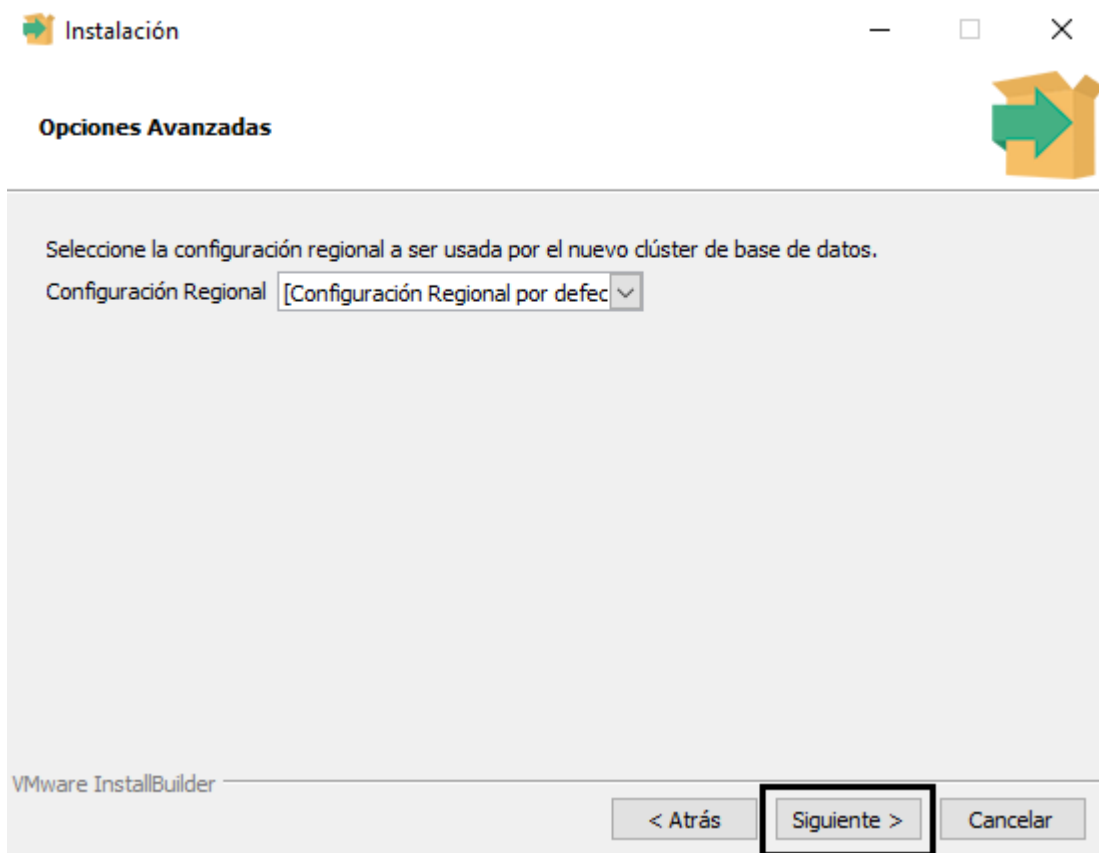 Instalación
Opciones Avanzadas
Seleccione la configuración regional a ser usada por el nuevo clúster de base de datos.
Configuración Regional [Configuración Regional por defec
VMware InstallBuilder
< Atrás Siguiente > Cancelar